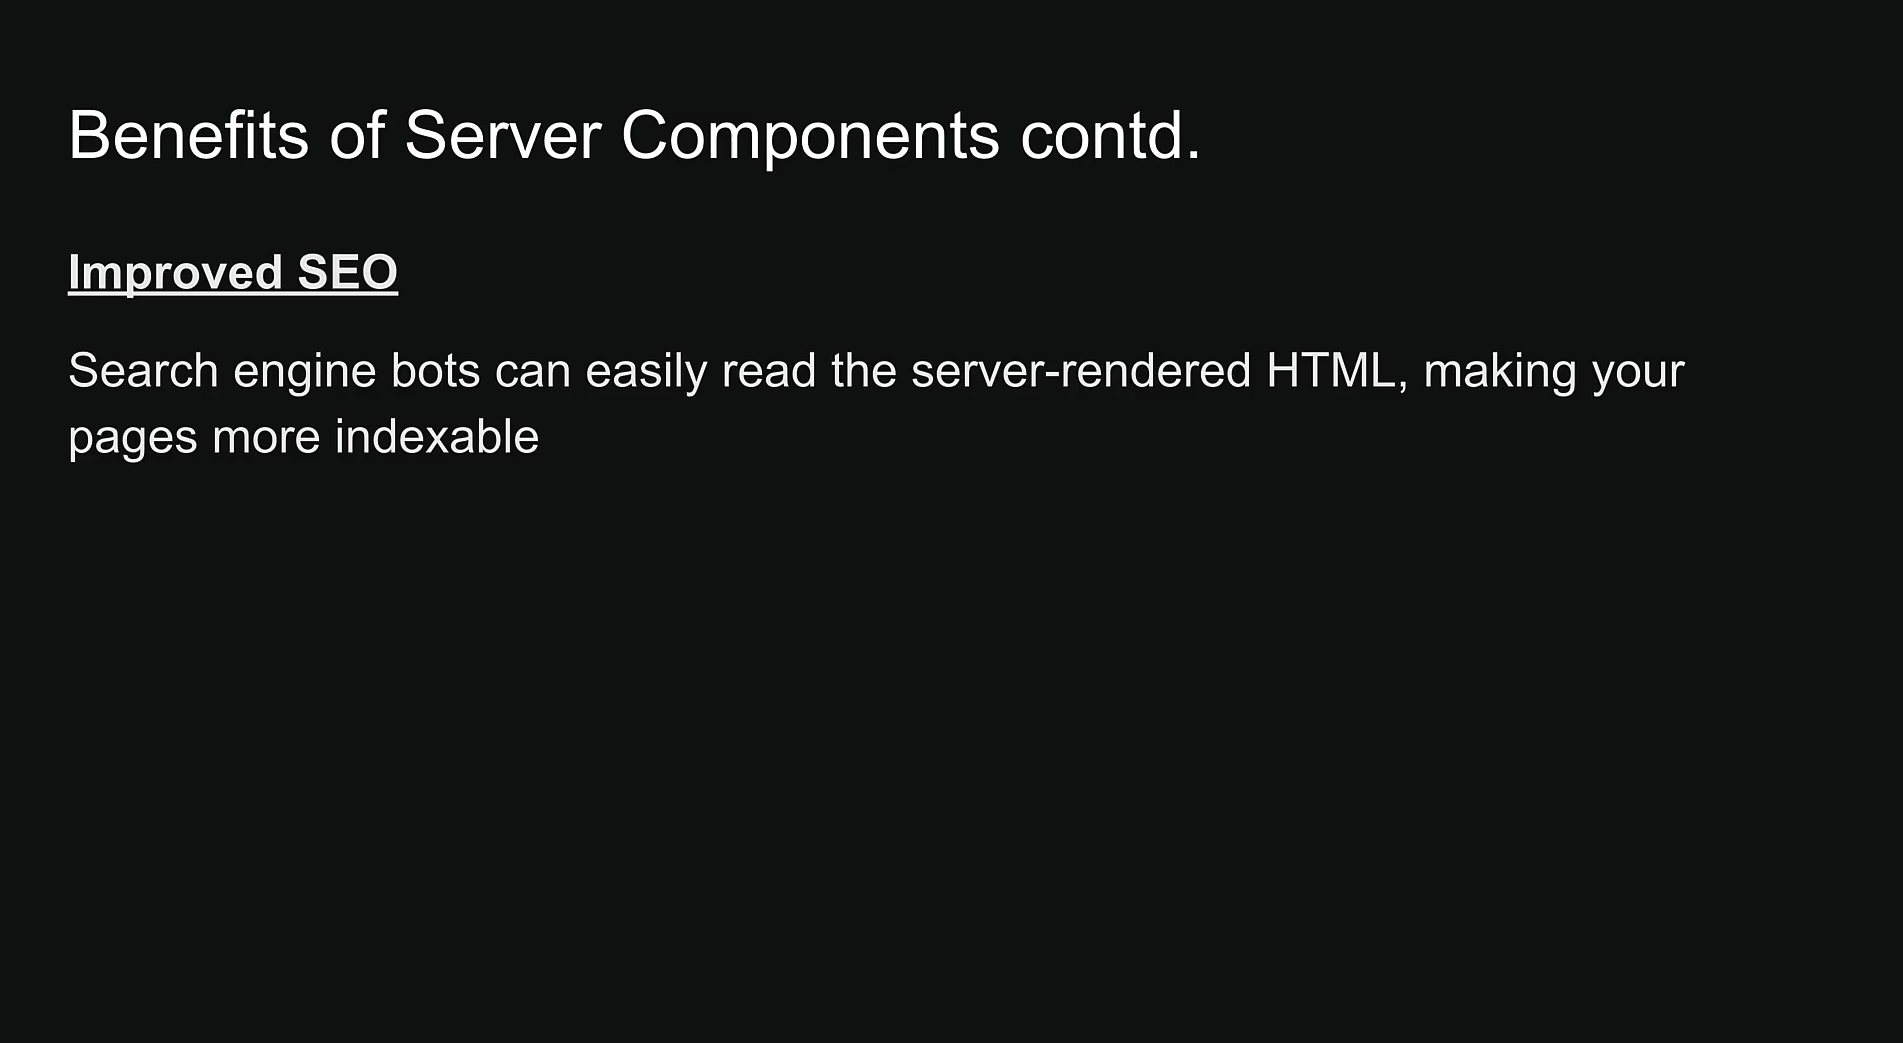 Benefits of Server Components contd.
Improved SEO
Search engine bots can easily read the server-rendered HTML, making your
pages more indexable